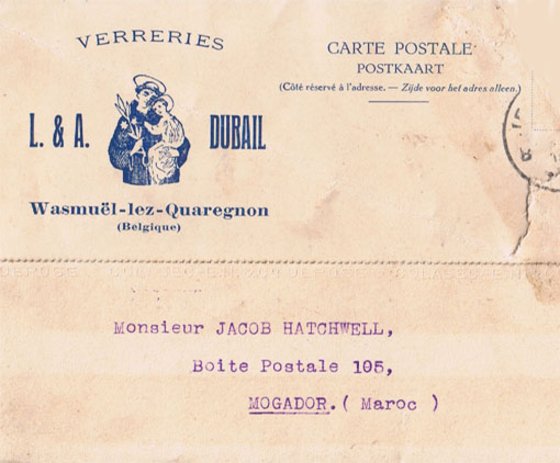 VERRERIES
L. & A. DUBAIL
Wasmuël-lez-Quaregnon
(Belgique)
CARTE POSTALE
POSTKAART
(Côté réservé à l'adresse. — Zijde voor het adres alleen.)
Monsieur JACOB HATCHWELL,
Boite Postale 105,
MOGADOR. ( Maroc )